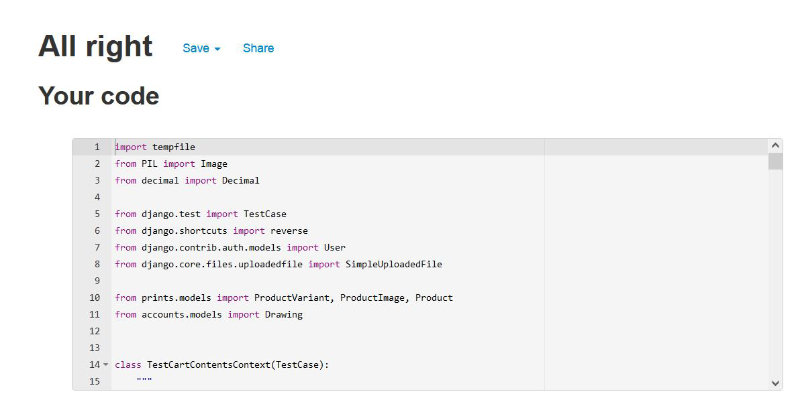 All right Save Share
Your code
1 import tempfile
2 from PIL import Image
3 from decimal import Decimal
4
5 from django.test import TestCase
6 from django.shortcuts import reverse
7 from django.contrib.auth.models import User
8 from django.core.files.uploadedfile import SimpleUploadedFile
9
10 from prints.models import ProductVariant, ProductImage, Product
11 from accounts.models import Drawing
12
13
14 class TestCartContentsContext(TestCase):
15     """